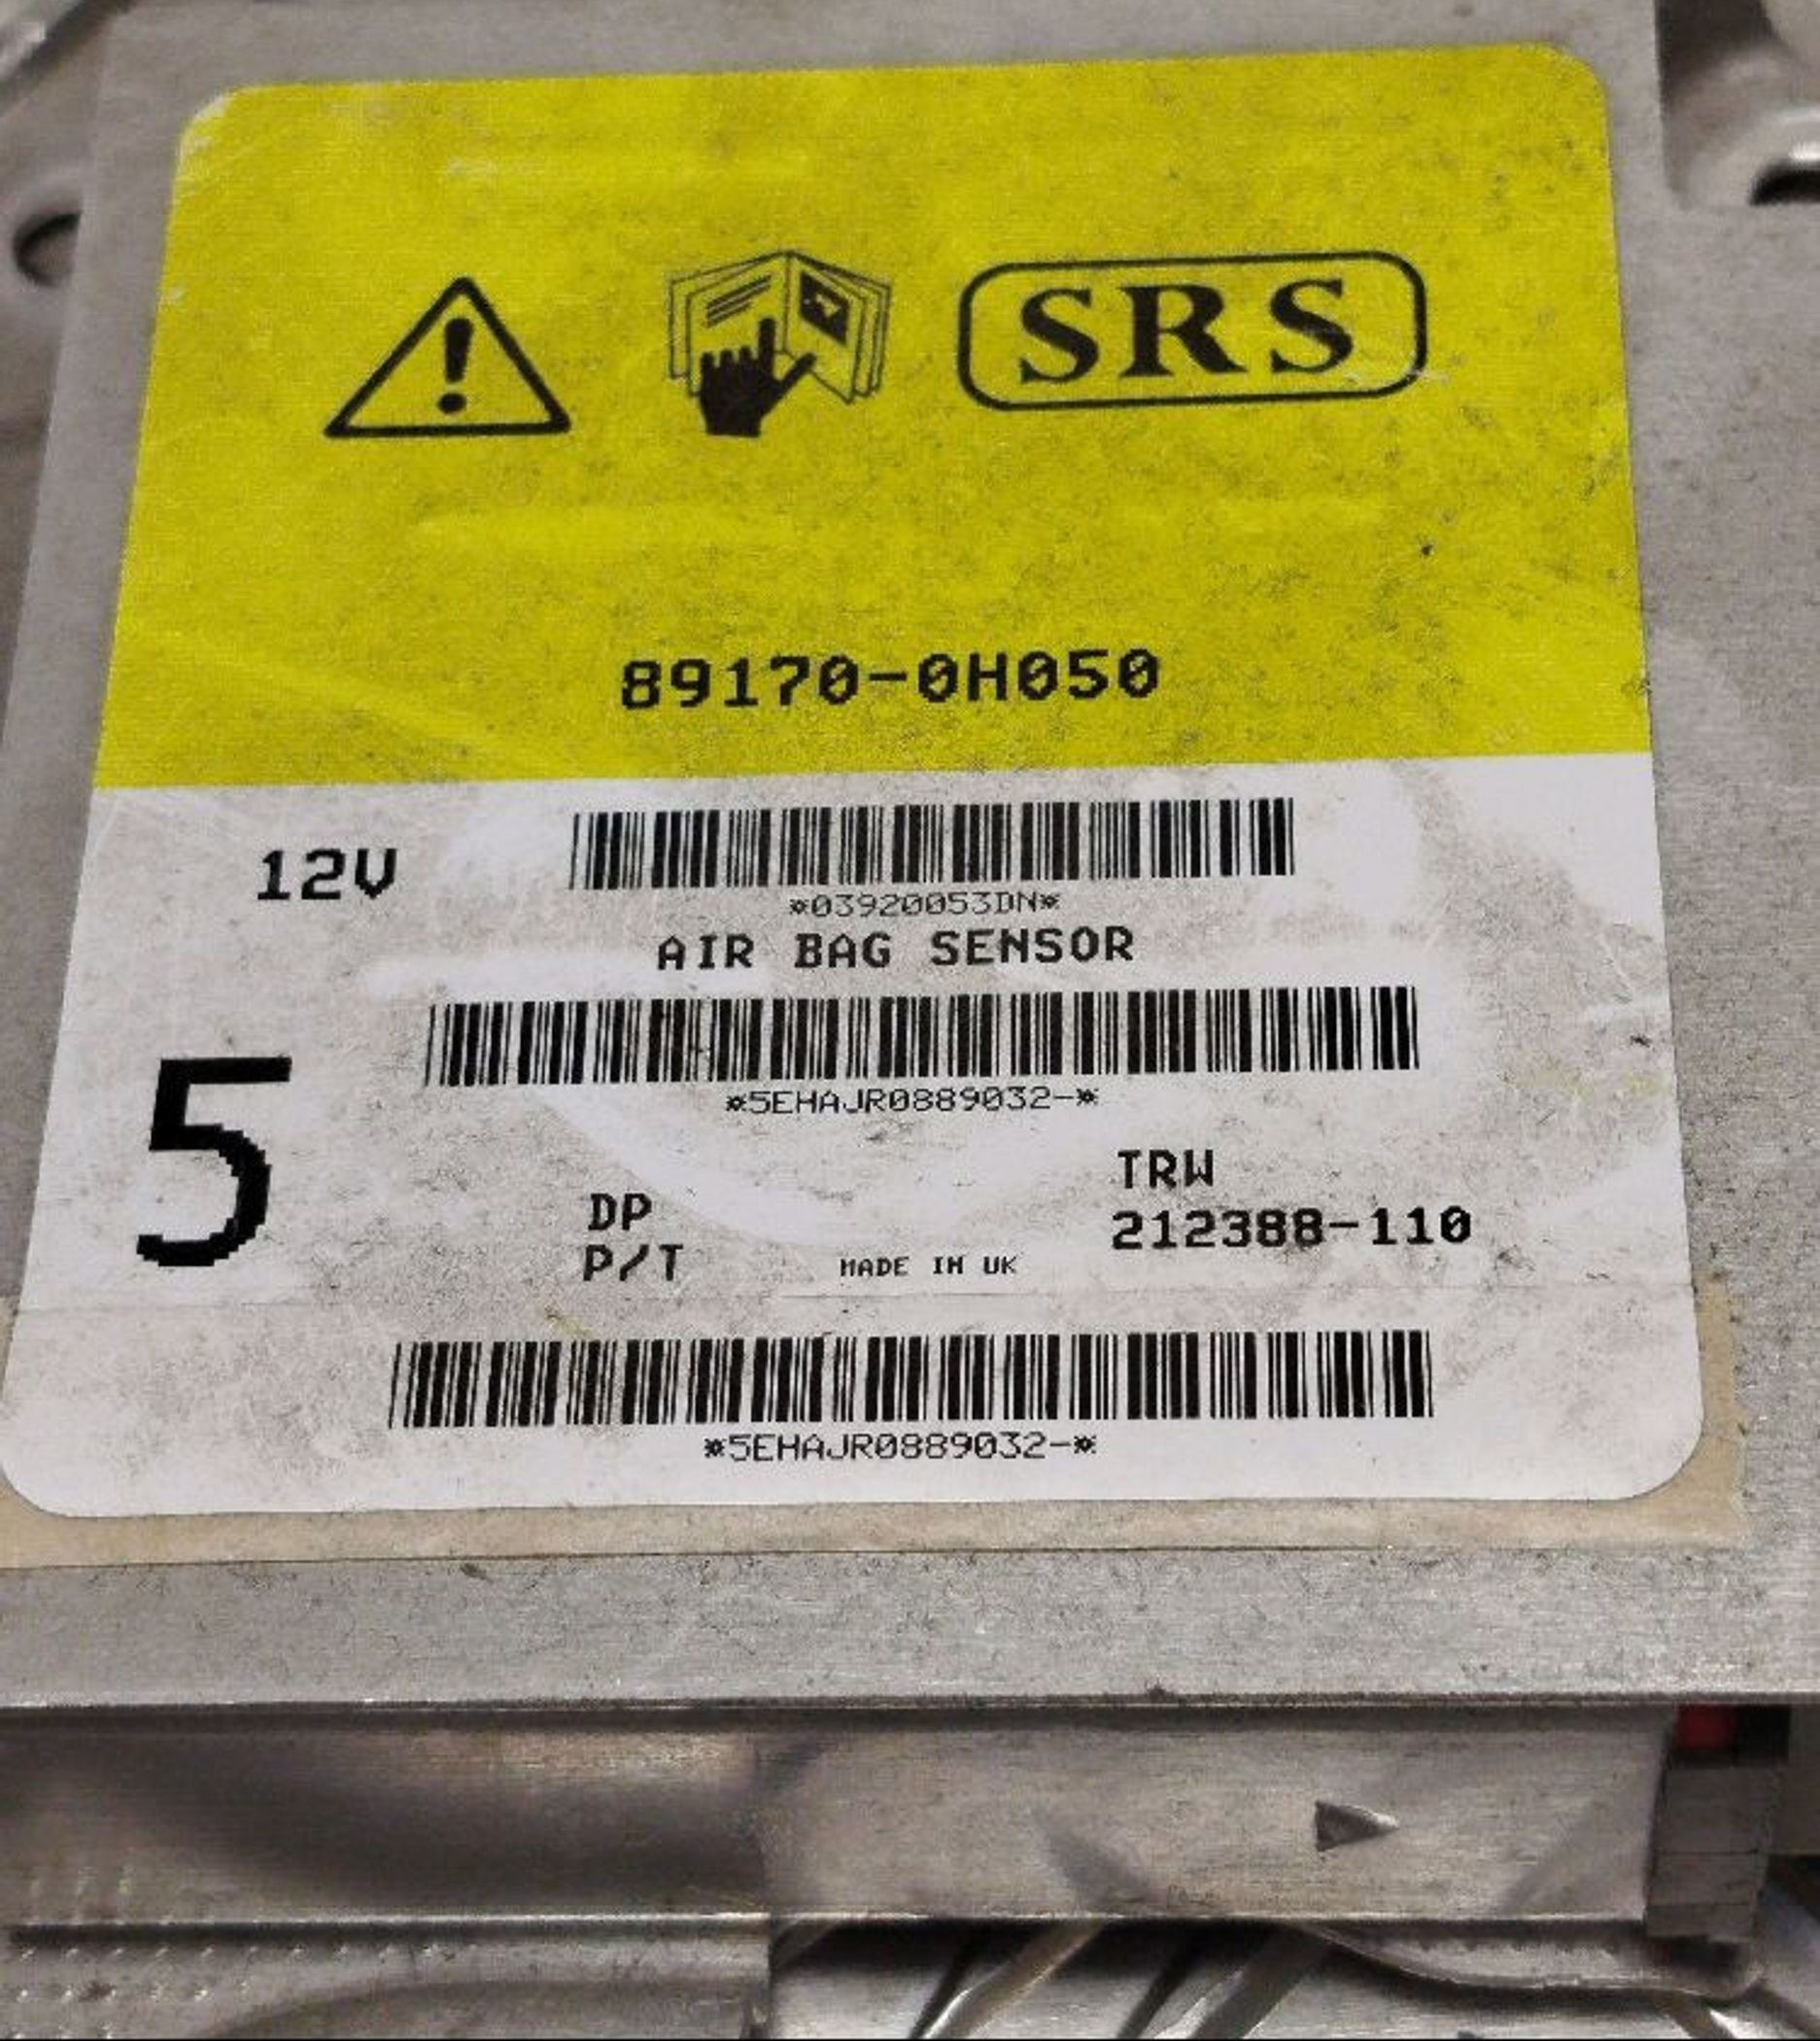 SRS
89170-0H050
12V
*03920053DN*
AIR BAG SENSOR
*5EHAJR0889032-*
5
TRW
DP
212388-110
P/T
MADE IN UK
*5EHAJR0889032-*